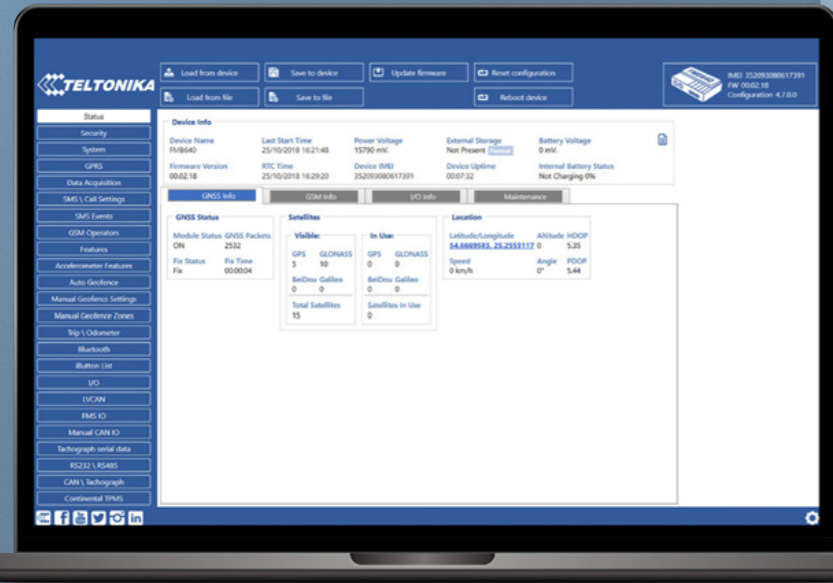 TELTONIKA
Load from device
Save to device
Update firmware
Reset configuration
Load from file
Save to file
Reboot device
IMEI 352093080617391
FW 00.02.18
Configuration 4.7.0.0
Status
Security
System
GPRS
Data Acquisition
SMS \ Call Settings
SMS Events
GSM Operators
Features
Accelerometer Features
Auto Geofence
Manual Geofence Settings
Manual Geofence Zones
Trip \ Odometer
Bluetooth
iButton List
I/O
LVCAN
FMS IO
Manual CAN IO
Tachograph serial data
RS232 \ RS485
CAN \ Tachograph
Continental TPMS
Device Info
Device Name Last Start Time Power Voltage External Storage Battery Voltage
FMB640 25/10/2018 16:21:48 15790 mV. Not Present Format 0 mV.
Firmware Version RTC Time Device IMEI Device Uptime Internal Battery Status
00.02.18 25/10/2018 16:29:20 352093080617391 00:07:32 Not Charging 0%
GNSS Info GSM Info I/O Info Maintenance
GNSS Status
Module Status GNSS Packets
ON 2532
Fix Status Fix Time
Fix 00:00:04
Satellites
Visible:
GPS GLONASS
5 10
BeiDou Galileo
0 0
Total Satellites
15
In Use:
GPS GLONASS
0 0
BeiDou Galileo
0 0
Satellites In Use
0
Location
Latitude/Longitude Altitude HDOP
54.6669583, 25.2553117 0 5.35
Speed Angle PDOP
0 km/h 0° 5.44